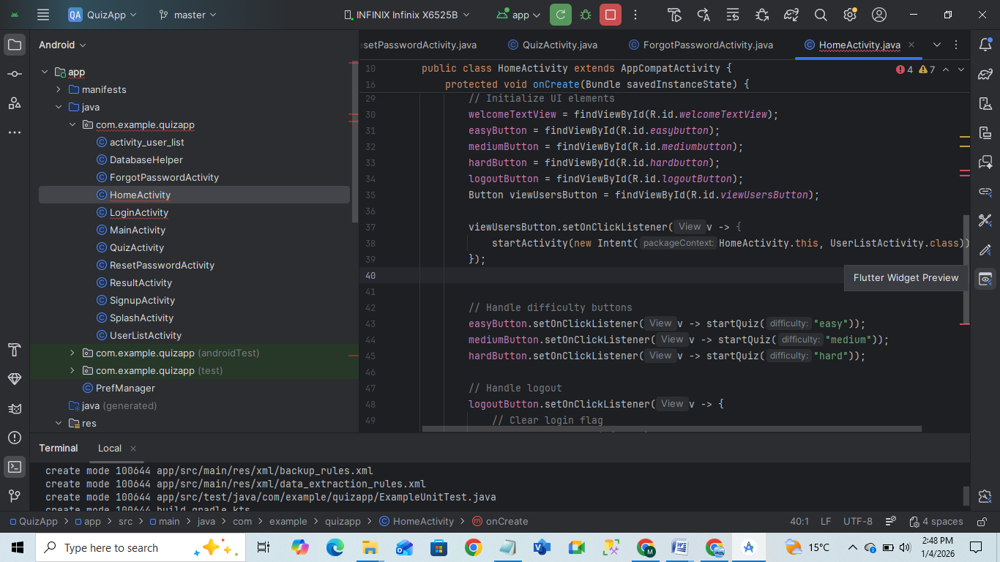 QA QuizApp master INFINIX Infinix X6525B app
Android
setPasswordActivity.java QuizActivity.java ForgotPasswordActivity.java HomeActivity.java
app
manifests
java
com.example.quizapp
activity_user_list
DatabaseHelper
ForgotPasswordActivity
HomeActivity
LoginActivity
MainActivity
QuizActivity
ResetPasswordActivity
ResultActivity
SignupActivity
SplashActivity
UserListActivity
com.example.quizapp (androidTest)
com.example.quizapp (test)
PrefManager
java (generated)
res
4 7
10 public class HomeActivity extends AppCompatActivity {
16 protected void onCreate(Bundle savedInstanceState) {
29 // Initialize UI elements
30 welcomeTextView = findViewById(R.id.welcomeTextView);
31 easyButton = findViewById(R.id.easybutton);
32 mediumButton = findViewById(R.id.mediumbutton);
33 hardButton = findViewById(R.id.hardbutton);
34 logoutButton = findViewById(R.id.logoutButton);
35 Button viewUsersButton = findViewById(R.id.viewUsersButton);
36
37 viewUsersButton.setOnClickListener( View v -> {
38 startActivity(new Intent( packageContext: HomeActivity.this, UserListActivity.class))
39 });
40
Flutter Widget Preview
41
42 // Handle difficulty buttons
43 easyButton.setOnClickListener( View v -> startQuiz( difficulty: "easy"));
44 mediumButton.setOnClickListener( View v -> startQuiz( difficulty: "medium"));
45 hardButton.setOnClickListener( View v -> startQuiz( difficulty: "hard"));
46
47 // Handle logout
48 logoutButton.setOnClickListener( View v -> {
49 // Clear login flag
Terminal Local
create mode 100644 app/src/main/res/xml/backup_rules.xml
create mode 100644 app/src/main/res/xml/data_extraction_rules.xml
create mode 100644 app/src/test/java/com/example/quizapp/ExampleUnitTest.java
create mode 100644 build.gradle.kts
QuizApp > app > src > main > java > com > example > quizapp > HomeActivity > onCreate 40:1 LF UTF-8 4 spaces
Type here to search 15°C 2:48 PM
1/4/2026